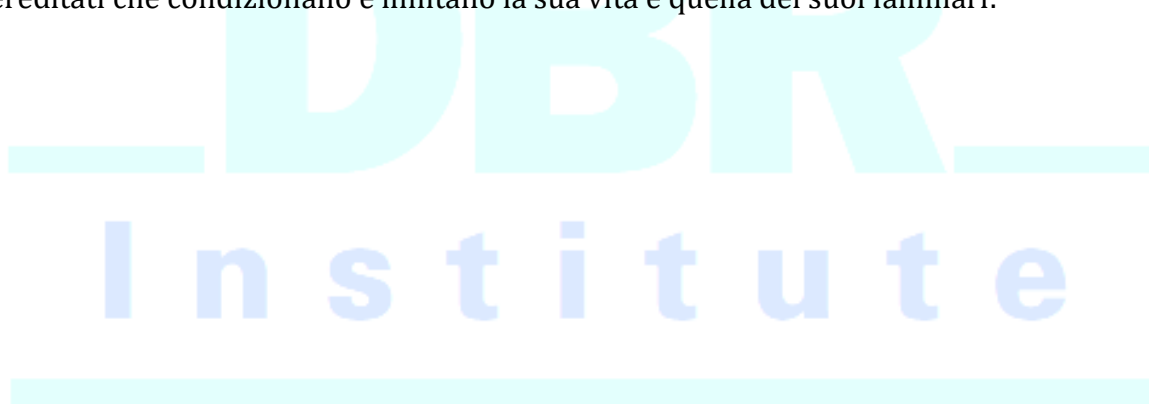 ereditati che condizionano e limitano la sua vita e quella dei suoi familiari.
DBR
Institute